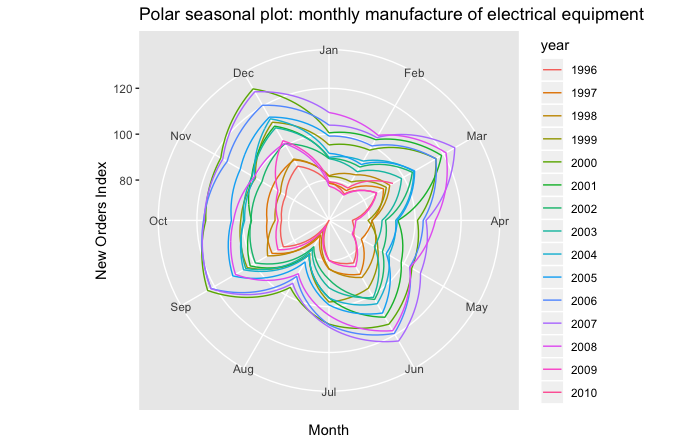 Polar seasonal plot: monthly manufacture of electrical equipment
Jan
Feb
Mar
Apr
May
Jun
Jul
Aug
Sep
Oct
Nov
Dec
120
100
80
New Orders Index
Month
year
1996
1997
1998
1999
2000
2001
2002
2003
2004
2005
2006
2007
2008
2009
2010